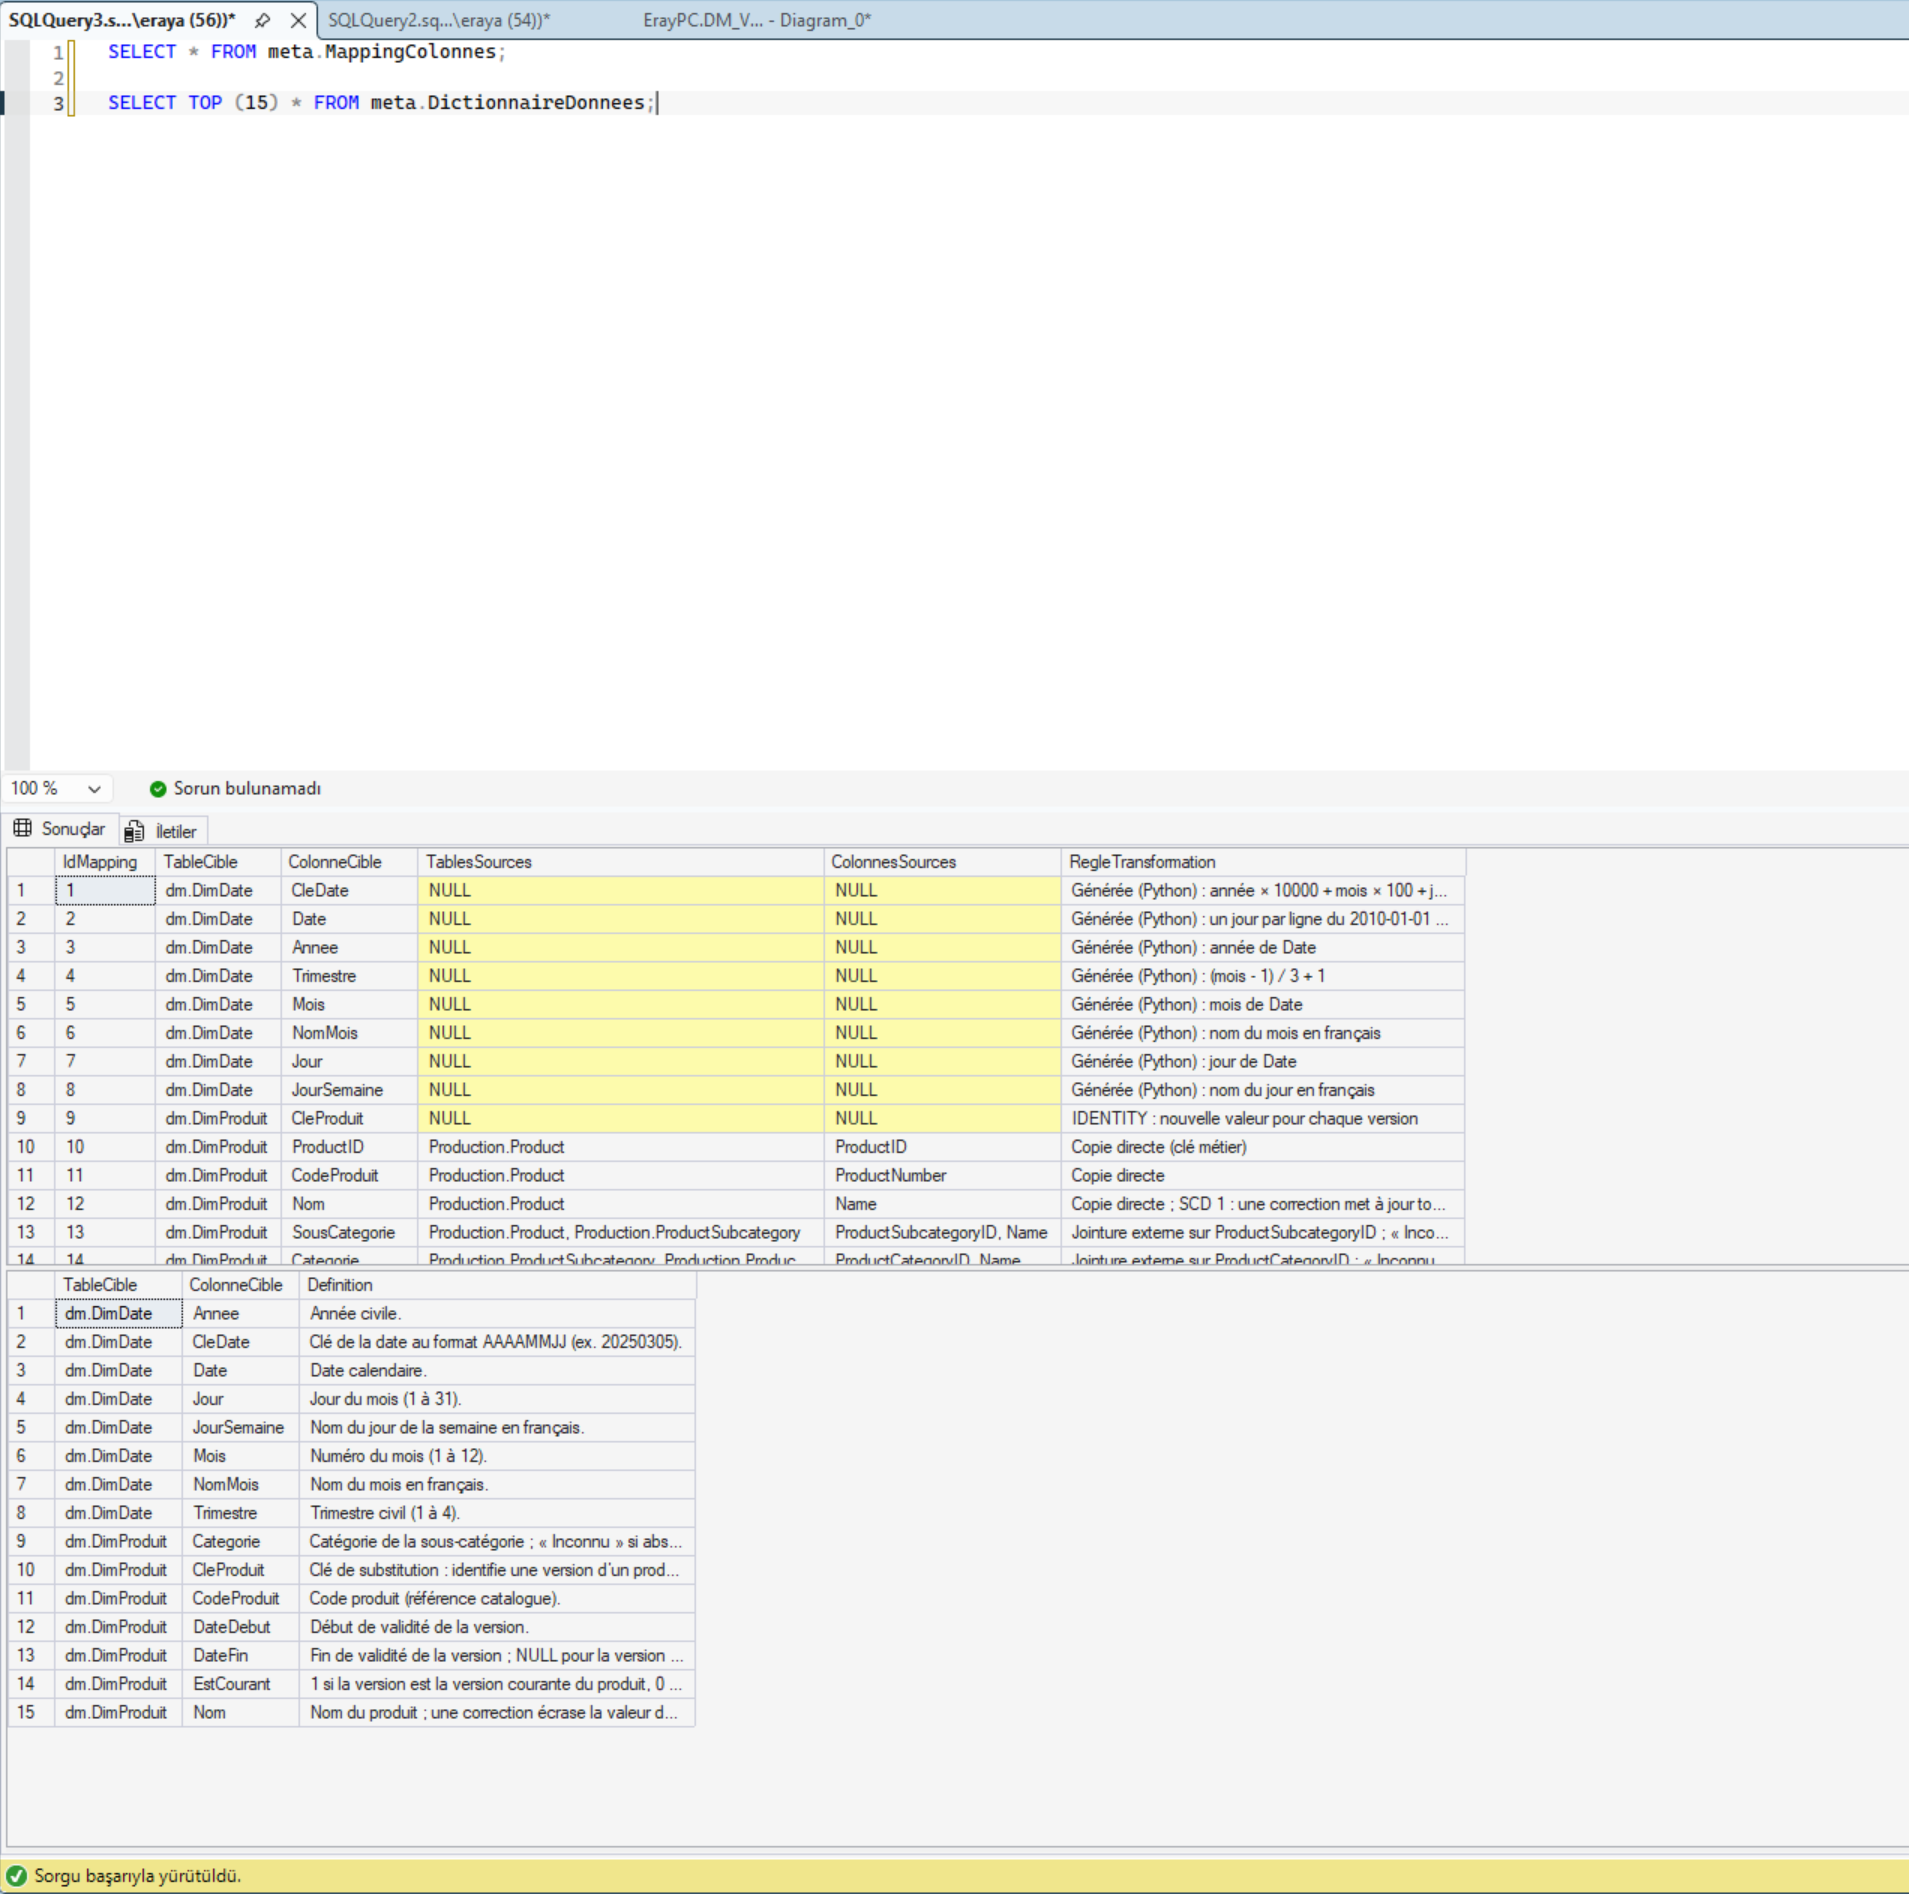 SQLQuery3.s...\eraya (56))* SQLQuery2.sq...\eraya (54))* ErayPC.DM_V... - Diagram_0*
1 SELECT * FROM meta.MappingColonnes;
2
3 SELECT TOP (15) * FROM meta.DictionnaireDonnees;
100 % Sorun bulunamadı
Sonuçlar İletiler
IdMapping TableCible ColonneCible TablesSources ColonnesSources RegleTransformation
1 1 dm.DimDate CleDate NULL NULL Générée (Python) : année × 10000 + mois × 100 + j...
2 2 dm.DimDate Date NULL NULL Générée (Python) : un jour par ligne du 2010-01-01 ...
3 3 dm.DimDate Annee NULL NULL Générée (Python) : année de Date
4 4 dm.DimDate Trimestre NULL NULL Générée (Python) : (mois - 1) / 3 + 1
5 5 dm.DimDate Mois NULL NULL Générée (Python) : mois de Date
6 6 dm.DimDate NomMois NULL NULL Générée (Python) : nom du mois en français
7 7 dm.DimDate Jour NULL NULL Générée (Python) : jour de Date
8 8 dm.DimDate JourSemaine NULL NULL Générée (Python) : nom du jour en français
9 9 dm.DimProduit CleProduit NULL NULL IDENTITY : nouvelle valeur pour chaque version
10 10 dm.DimProduit ProductID Production.Product ProductID Copie directe (clé métier)
11 11 dm.DimProduit CodeProduit Production.Product ProductNumber Copie directe
12 12 dm.DimProduit Nom Production.Product Name Copie directe ; SCD 1 : une correction met à jour to...
13 13 dm.DimProduit SousCategorie Production.Product, Production.ProductSubcategory ProductSubcategoryID, Name Jointure externe sur ProductSubcategoryID ; « Inco...
14 14 dm.DimProduit Categorie Production.ProductSubcategory, Production.Produc... ProductCategoryID, Name Jointure externe sur ProductCategoryID ; « Inconnu...
TableCible ColonneCible Definition
1 dm.DimDate Annee Année civile.
2 dm.DimDate CleDate Clé de la date au format AAAAMMJJ (ex. 20250305).
3 dm.DimDate Date Date calendaire.
4 dm.DimDate Jour Jour du mois (1 à 31).
5 dm.DimDate JourSemaine Nom du jour de la semaine en français.
6 dm.DimDate Mois Numéro du mois (1 à 12).
7 dm.DimDate NomMois Nom du mois en français.
8 dm.DimDate Trimestre Trimestre civil (1 à 4).
9 dm.DimProduit Categorie Catégorie de la sous-catégorie ; « Inconnu » si abs...
10 dm.DimProduit CleProduit Clé de substitution : identifie une version d'un prod...
11 dm.DimProduit CodeProduit Code produit (référence catalogue).
12 dm.DimProduit DateDebut Début de validité de la version.
13 dm.DimProduit DateFin Fin de validité de la version ; NULL pour la version ...
14 dm.DimProduit EstCourant 1 si la version est la version courante du produit, 0 ...
15 dm.DimProduit Nom Nom du produit ; une correction écrase la valeur d...
Sorgu başarıyla yürütüldü.